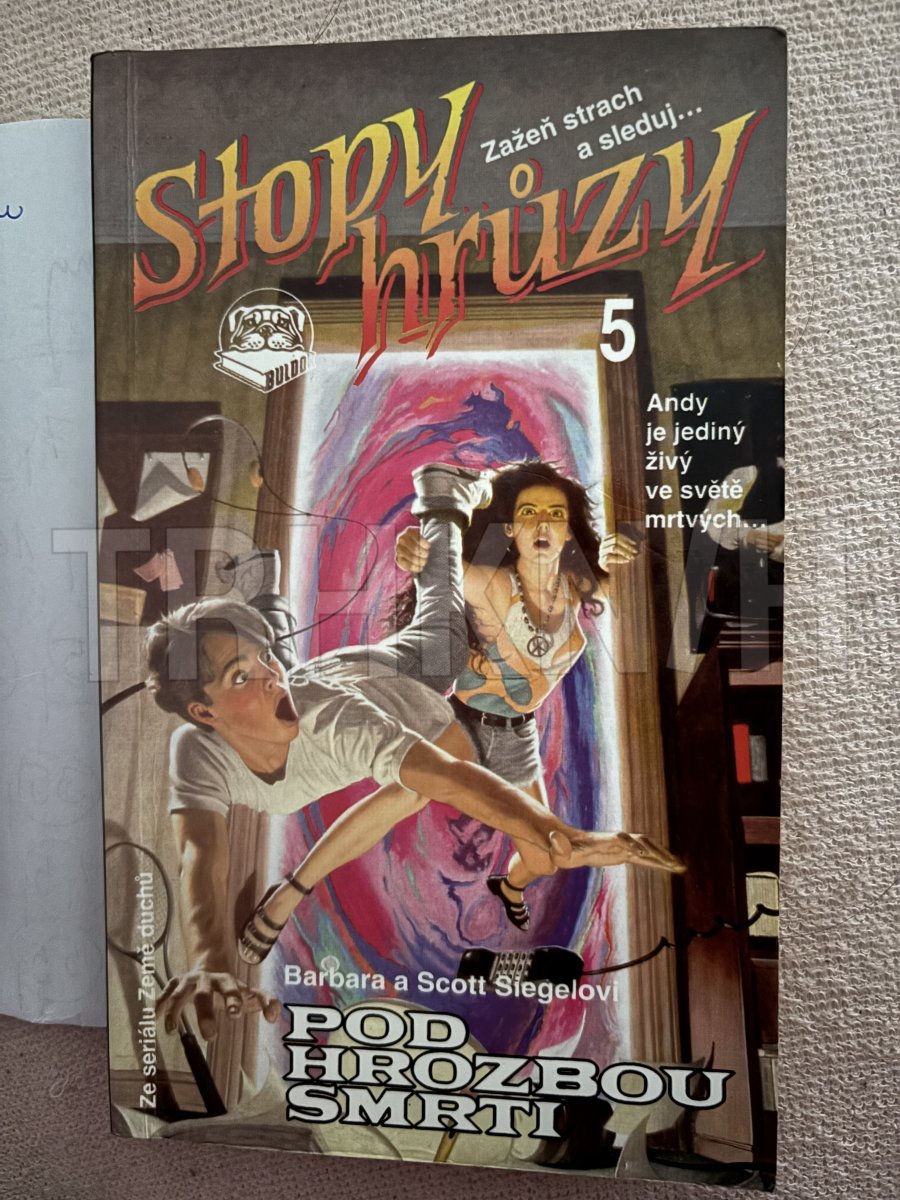 Zažeň strach
a sleduj...
Stopy
hrůzy
5
BULDO
Andy
je jediný
živý
ve světě
mrtvých...
Ze seriálu Země duchů
Barbara a Scott Siegelovi
POD
HROZBOU
SMRTI